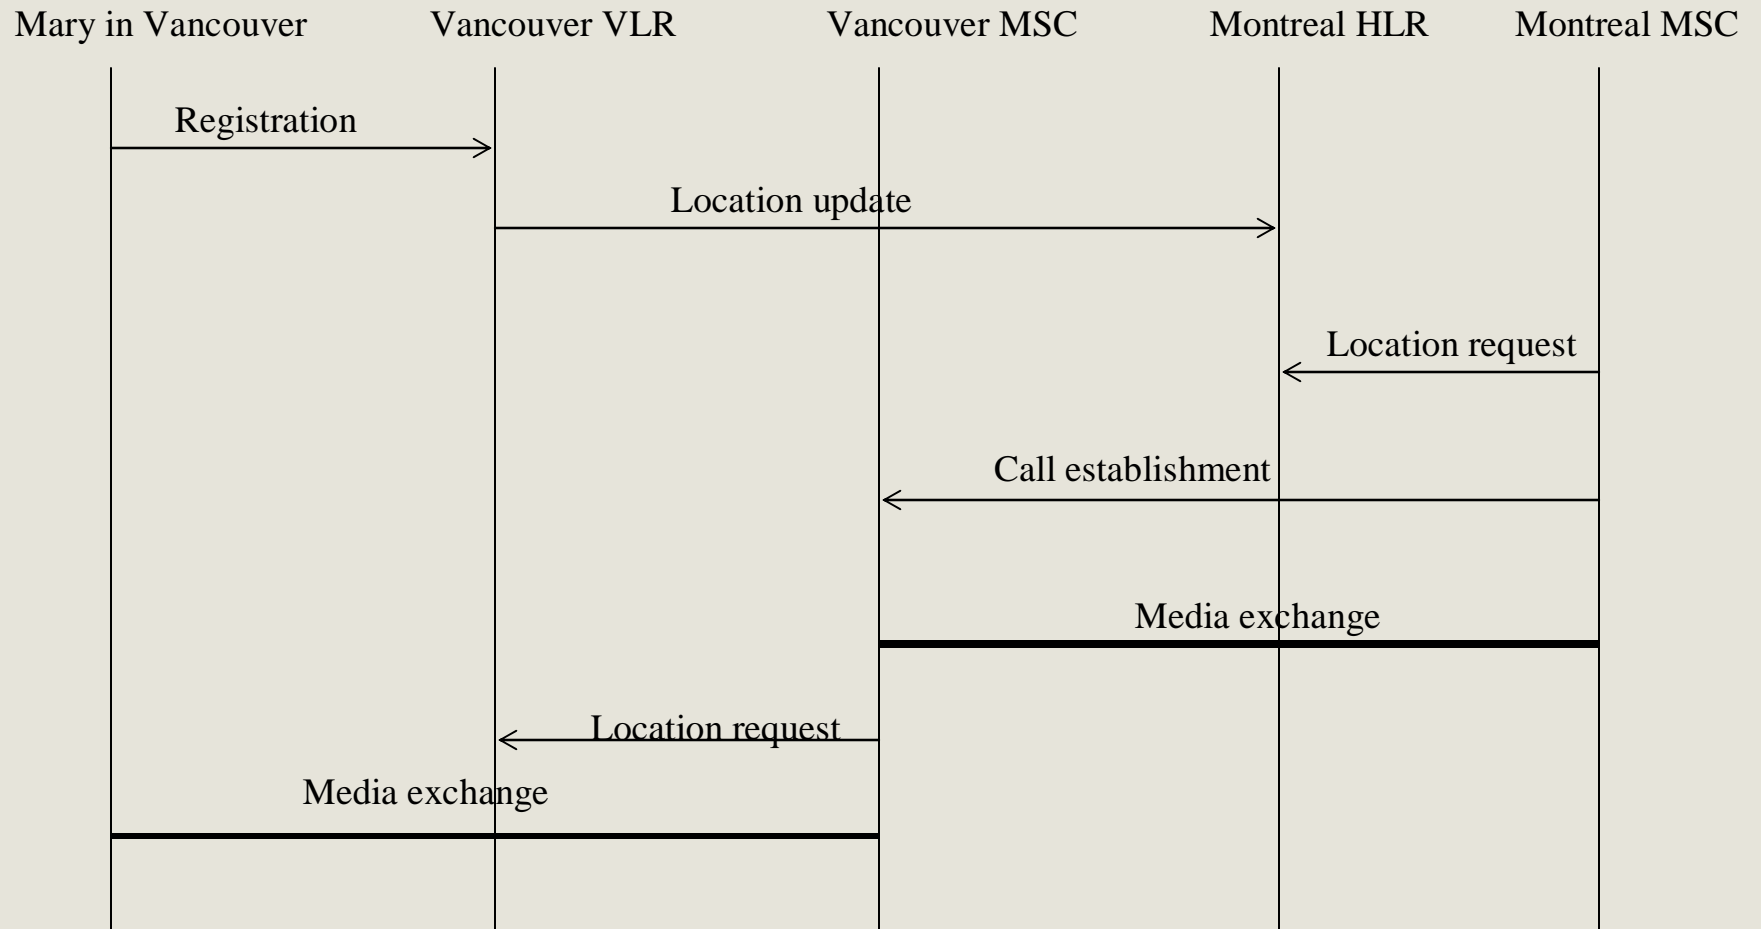 Mary in Vancouver
Vancouver VLR
Vancouver MSC
Montreal HLR
Montreal MSC
Registration
Location update
Location request
Call establishment
Media exchange
Location request
Media exchange